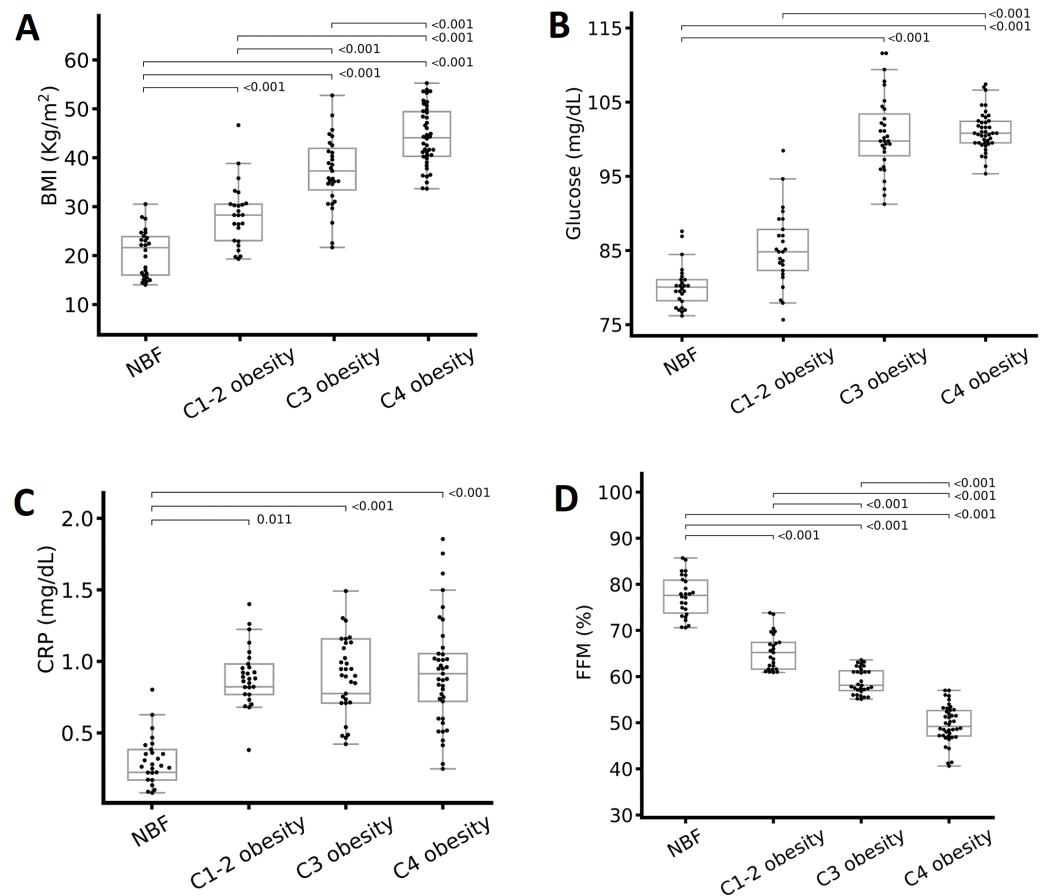 A
BMI (Kg/m²)
60
50
40
30
20
10
<0.001
<0.001
<0.001
<0.001
<0.001
<0.001
NBF
C1-2 obesity
C3 obesity
C4 obesity
B
Glucose (mg/dL)
115
105
95
85
75
<0.001
<0.001
<0.001
NBF
C1-2 obesity
C3 obesity
C4 obesity
C
CRP (mg/dL)
2.0
1.5
1.0
0.5
<0.001
<0.001
0.011
NBF
C1-2 obesity
C3 obesity
C4 obesity
D
FFM (%)
100
90
80
70
60
50
40
30
<0.001
<0.001
<0.001
<0.001
<0.001
<0.001
NBF
C1-2 obesity
C3 obesity
C4 obesity